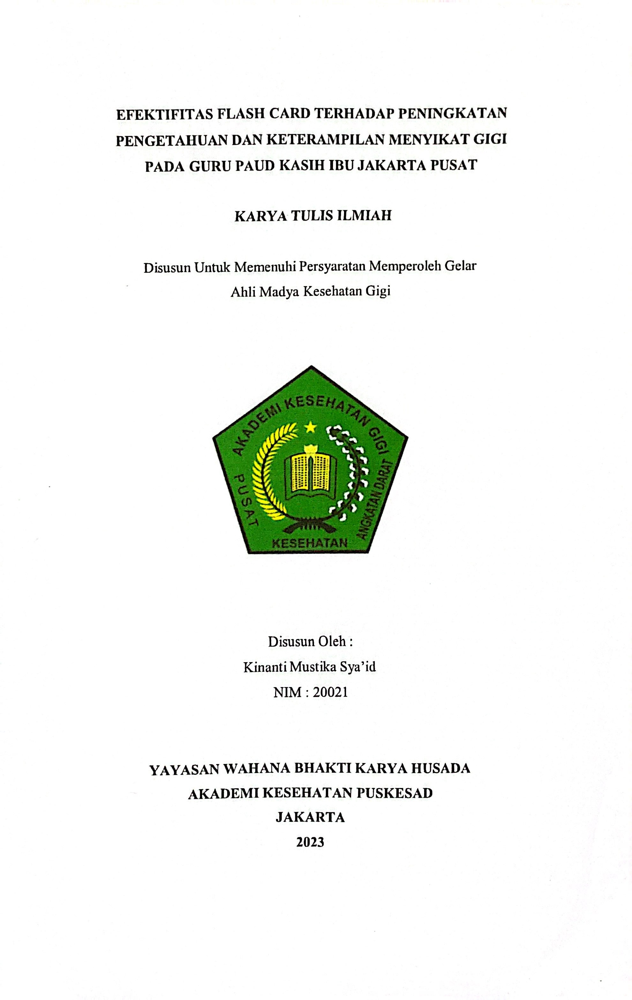 EFEKTIFITAS FLASH CARD TERHADAP PENINGKATAN
PENGETAHUAN DAN KETERAMPILAN MENYIKAT GIGI
PADA GURU PAUD KASIH IBU JAKARTA PUSAT
KARYA TULIS ILMIAH
Disusun Untuk Memenuhi Persyaratan Memperoleh Gelar
Ahli Madya Kesehatan Gigi
AKADEMI KESEHATAN GIGI
PUSAT
KESEHATAN
ANGKATAN DARAT
Disusun Oleh :
Kinanti Mustika Sya'id
NIM : 20021
YAYASAN WAHANA BHAKTI KARYA HUSADA
AKADEMI KESEHATAN PUSKESAD
JAKARTA
2023